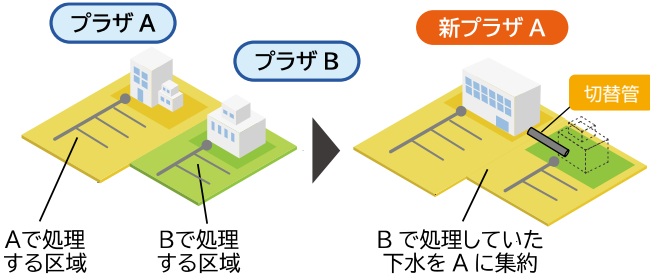 プラザ A
プラザ B
Aで処理
する区域
Bで処理
する区域
新プラザ A
切替管
B で処理していた
下水を A に集約